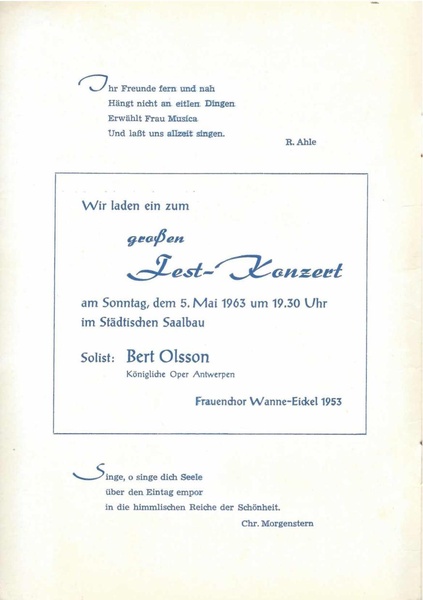 Ihr Freunde fern und nah
Hängt nicht an eitlen Dingen
Erwählt Frau Musica
Und laßt uns allzeit singen.
R. Ahle
Wir laden ein zum
großen
Fest-Konzert
am Sonntag, dem 5. Mai 1963 um 19.30 Uhr
im Städtischen Saalbau
Solist: Bert Olsson
Königliche Oper Antwerpen
Frauenchor Wanne-Eickel 1953
Singe, o singe dich Seele
über den Eintag empor
in die himmlischen Reiche der Schönheit.
Chr. Morgenstern